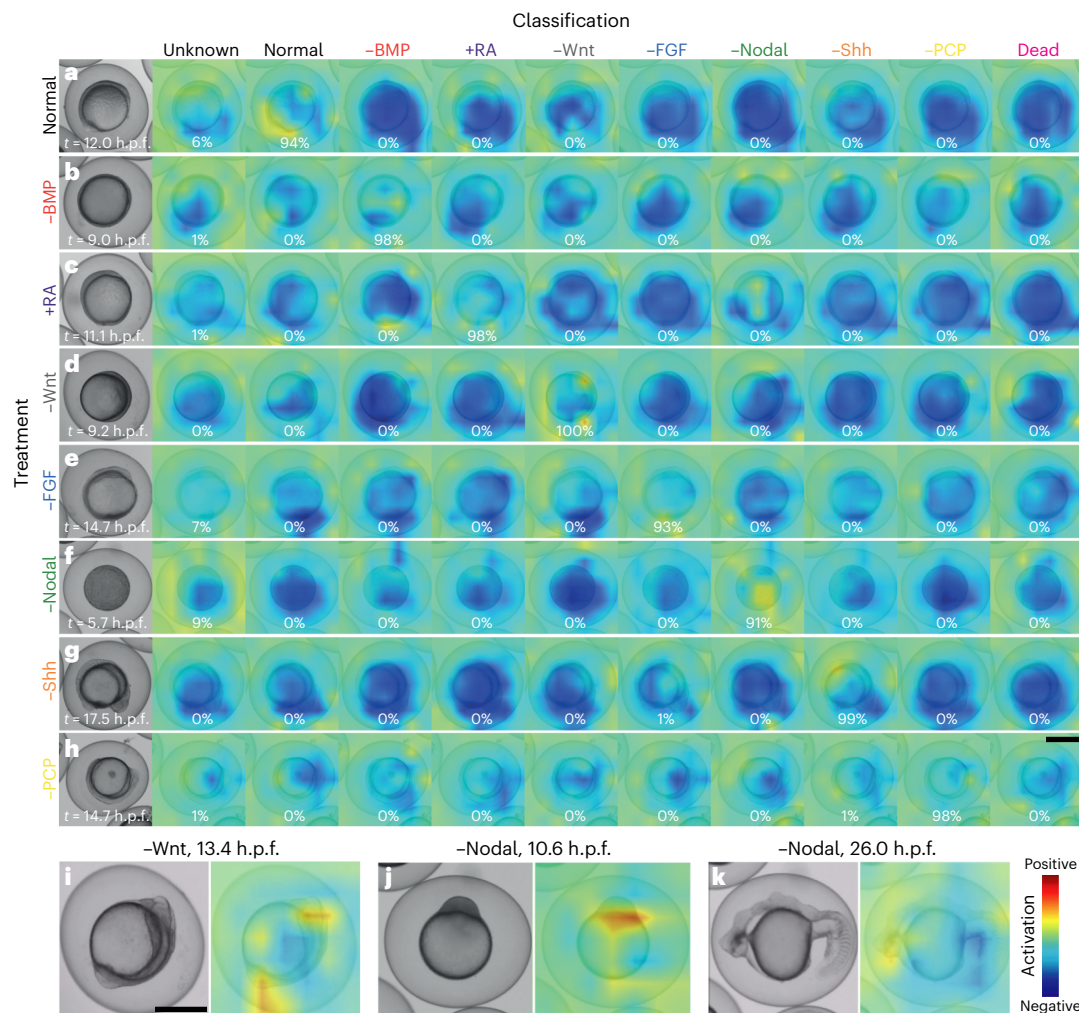 Classification
Unknown Normal –BMP +RA –Wnt –FGF –Nodal –Shh –PCP Dead
Treatment
Normal
a
t = 12.0 h.p.f. 6% 94% 0% 0% 0% 0% 0% 0% 0% 0%
–BMP
b
t = 9.0 h.p.f. 1% 0% 98% 0% 0% 0% 0% 0% 0% 0%
+RA
c
t = 11.1 h.p.f. 1% 0% 0% 98% 0% 0% 0% 0% 0% 0%
–Wnt
d
t = 9.2 h.p.f. 0% 0% 0% 0% 100% 0% 0% 0% 0% 0%
–FGF
e
t = 14.7 h.p.f. 7% 0% 0% 0% 0% 93% 0% 0% 0% 0%
–Nodal
f
t = 5.7 h.p.f. 9% 0% 0% 0% 0% 0% 91% 0% 0% 0%
–Shh
g
t = 17.5 h.p.f. 0% 0% 0% 0% 0% 1% 0% 99% 0% 0%
–PCP
h
t = 14.7 h.p.f. 1% 0% 0% 0% 0% 0% 0% 1% 98% 0%
–Wnt, 13.4 h.p.f. –Nodal, 10.6 h.p.f. –Nodal, 26.0 h.p.f.
i j k
Positive
Activation
Negative